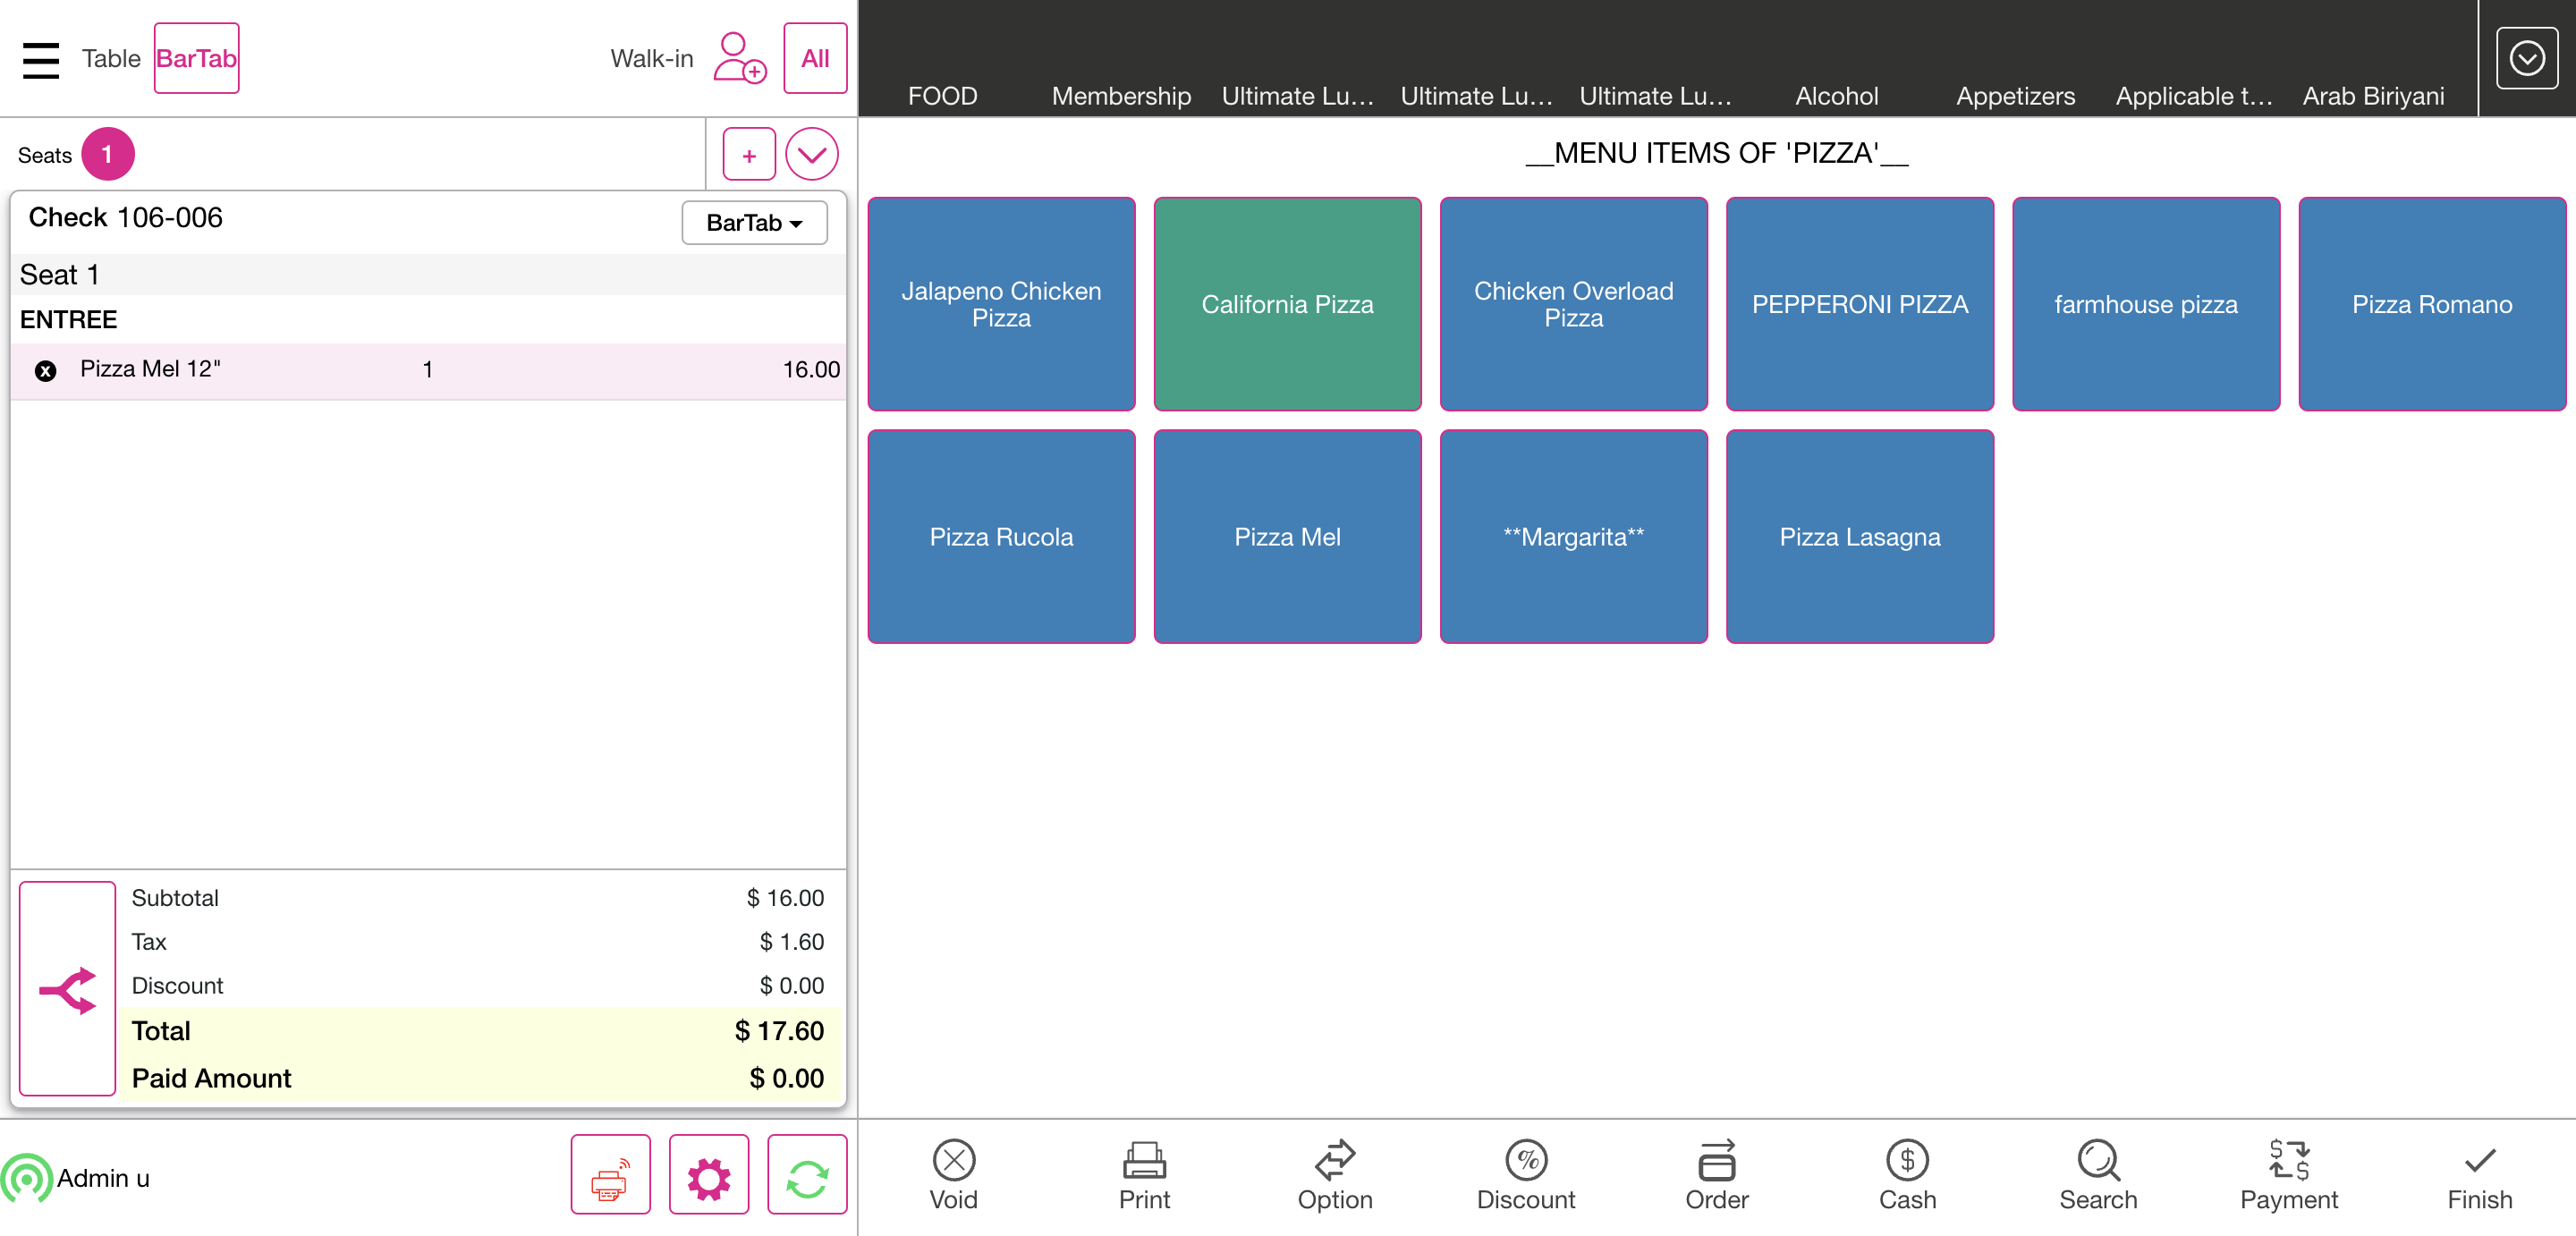 Table BarTab Walk-in All
FOOD Membership Ultimate Lu... Ultimate Lu... Ultimate Lu... Alcohol Appetizers Applicable t... Arab Biriyani
Seats 1 +
Check 106-006 BarTab
Seat 1
ENTREE
x Pizza Mel 12" 1 16.00
Subtotal $ 16.00
Tax $ 1.60
Discount $ 0.00
Total $ 17.60
Paid Amount $ 0.00
Admin u
__MENU ITEMS OF 'PIZZA'__
Jalapeno Chicken
Pizza
California Pizza
Chicken Overload
Pizza
PEPPERONI PIZZA
farmhouse pizza
Pizza Romano
Pizza Rucola
Pizza Mel
**Margarita**
Pizza Lasagna
Void Print Option Discount Order Cash Search Payment Finish